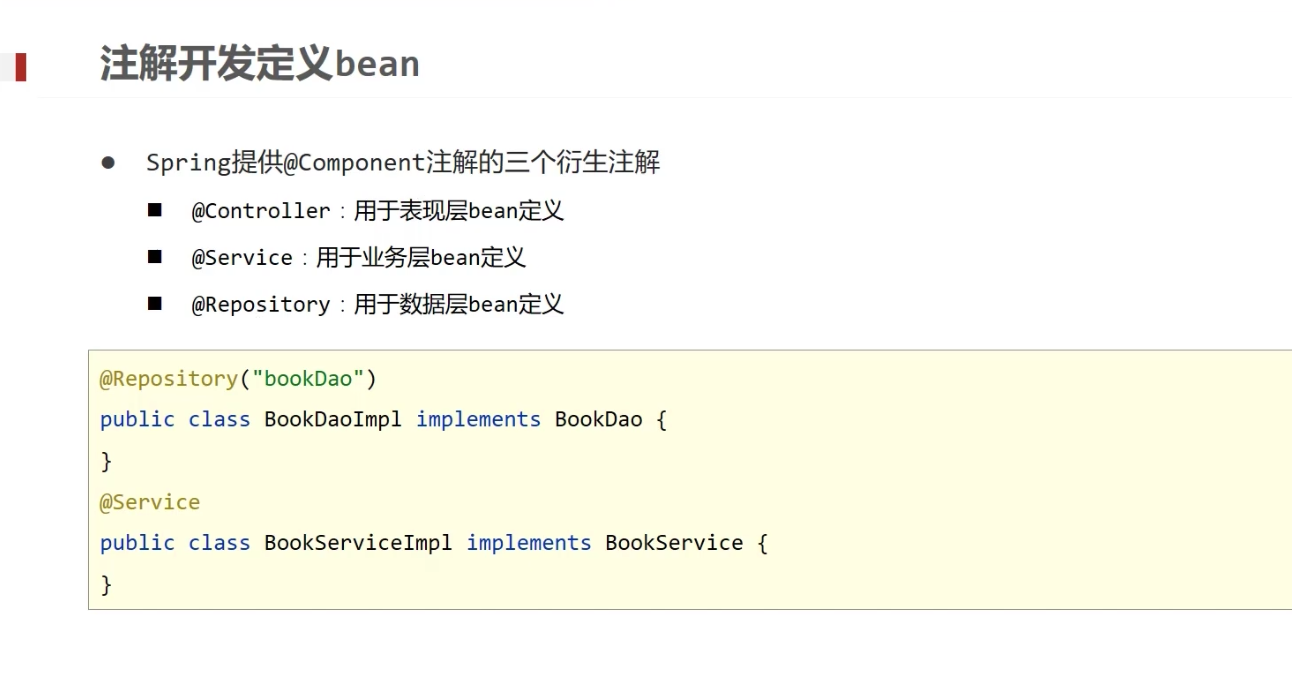 注解开发定义bean
Spring提供@Component注解的三个衍生注解
@Controller：用于表现层bean定义
@Service：用于业务层bean定义
@Repository：用于数据层bean定义
@Repository("bookDao")
public class BookDaoImpl implements BookDao {
}
@Service
public class BookServiceImpl implements BookService {
}